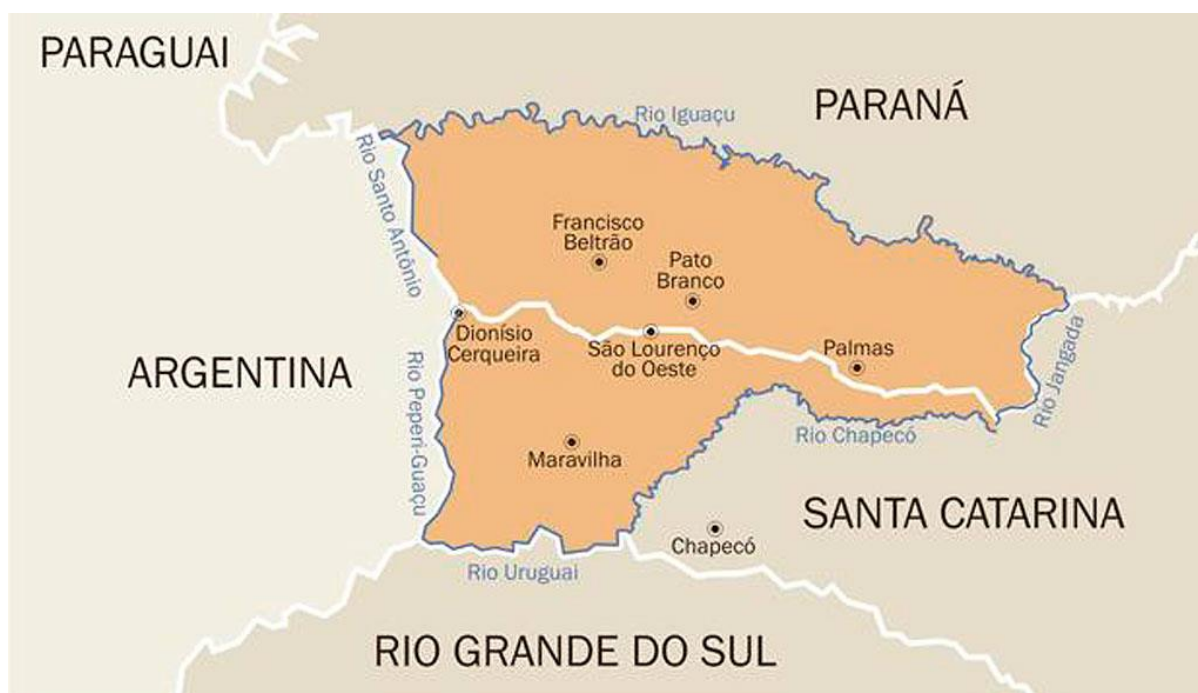 PARAGUAI
PARANÁ
Rio Iguaçu
Rio Santo Antônio
Francisco
Beltrão
Pato
Branco
Dionísio
Cerqueira
São Lourenço
do Oeste
Palmas
ARGENTINA
Rio Peperi-Guaçu
Rio Jangada
Rio Chapecó
Maravilha
SANTA CATARINA
Chapecó
Rio Uruguai
RIO GRANDE DO SUL